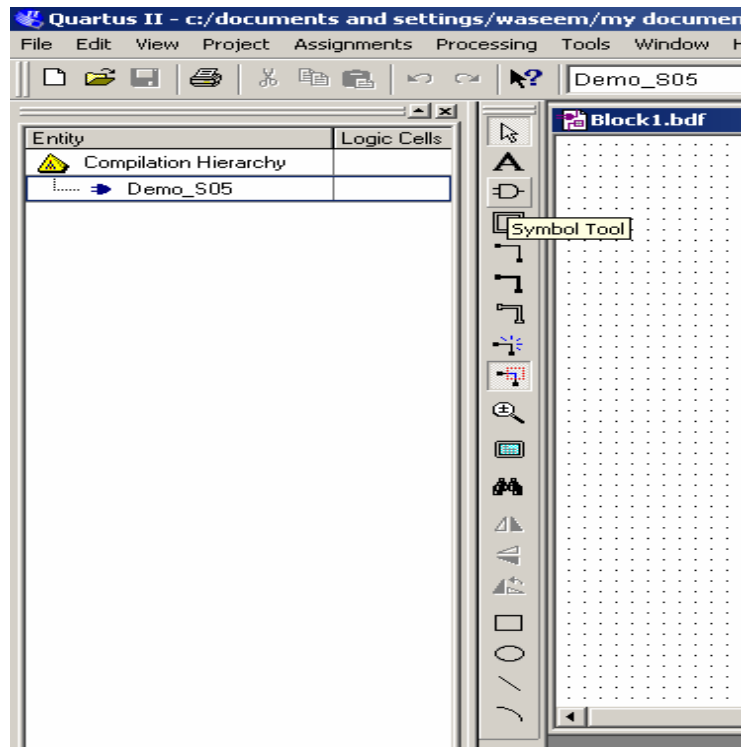 Quartus II - c:/documents and settings/waseem/my documen
File Edit View Project Assignments Processing Tools Window H
Demo_S05
Entity Logic Cells
Compilation Hierarchy
Demo_S05
Block1.bdf
A
Symbol Tool